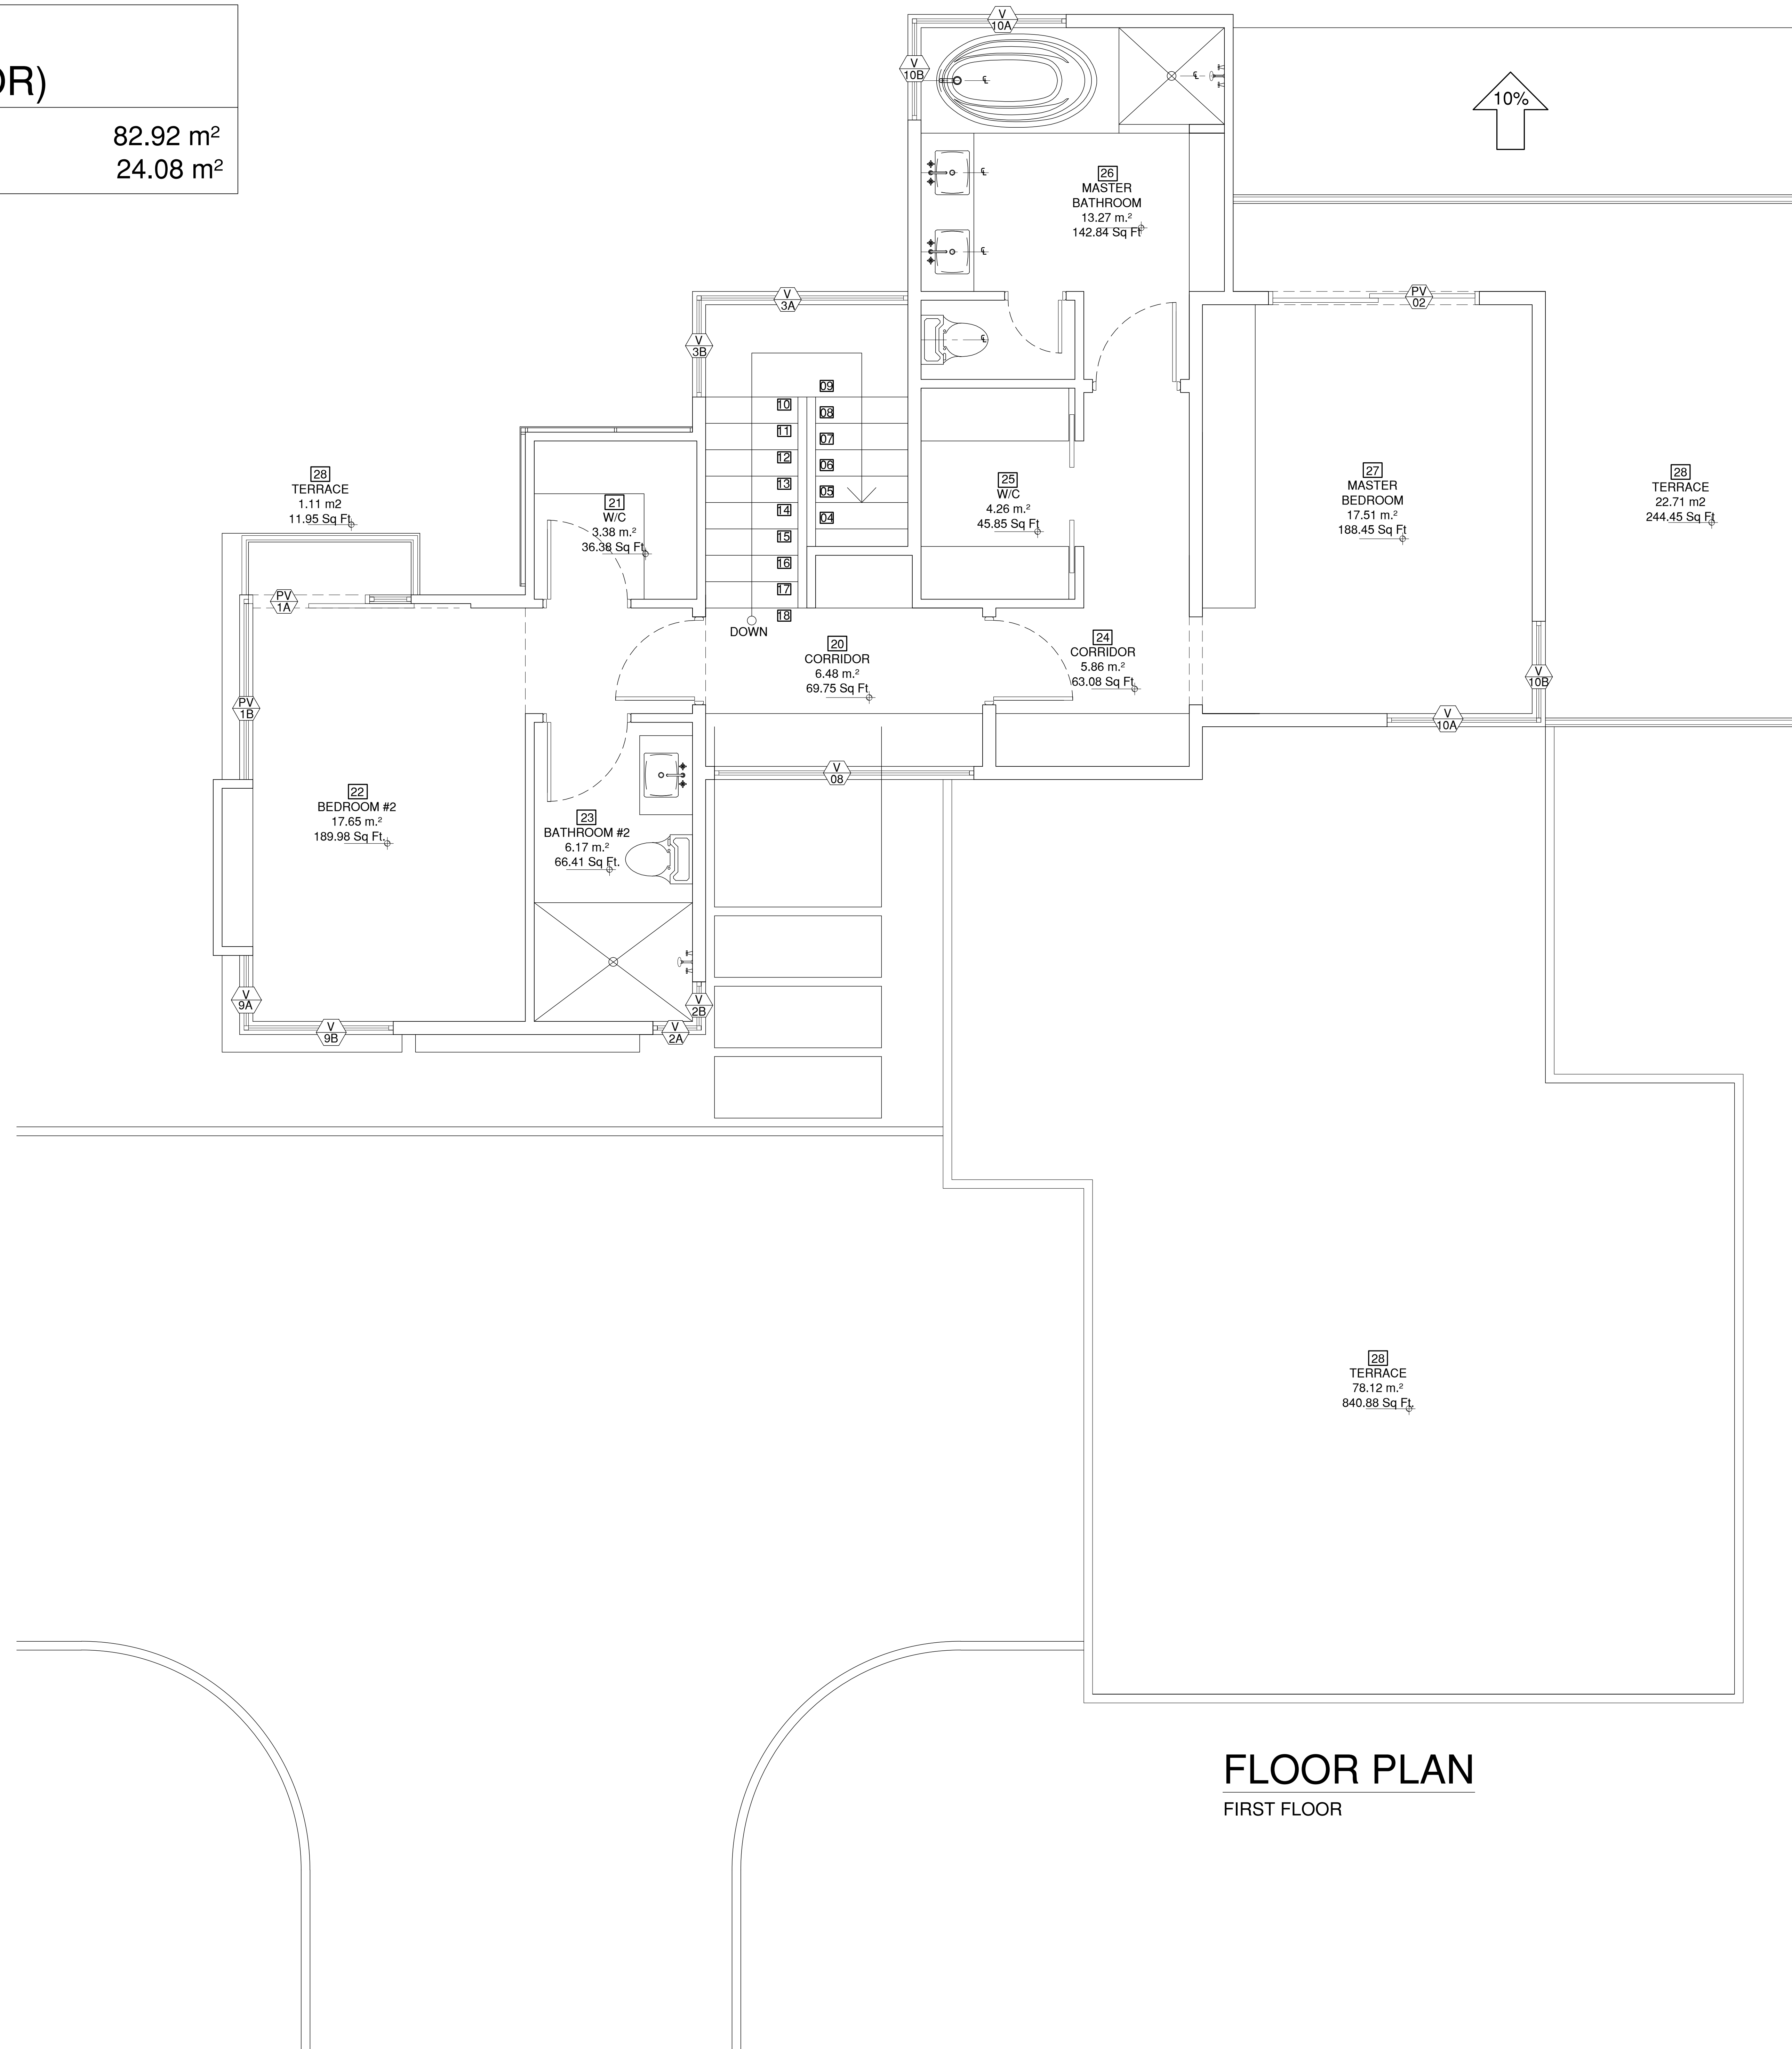 OR)
82.92 m²
24.08 m²
V
10A
V
10B
10%
℄
℄
℄
℄
26
MASTER
BATHROOM
13.27 m.²
142.84 Sq Ft
V
3A
V
3B
PV
02
℄
09
10
08
11
07
12
06
13
05
14
04
15
16
17
18
DOWN
28
TERRACE
1.11 m2
11.95 Sq Ft.
21
W/C
3.38 m.²
36.38 Sq Ft.
25
W/C
4.26 m.²
45.85 Sq Ft
27
MASTER
BEDROOM
17.51 m.²
188.45 Sq Ft
28
TERRACE
22.71 m2
244.45 Sq Ft
PV
1A
PV
1B
20
CORRIDOR
6.48 m.²
69.75 Sq Ft
24
CORRIDOR
5.86 m.²
63.08 Sq Ft.
V
10B
V
10A
V
08
22
BEDROOM #2
17.65 m.²
189.98 Sq Ft.
23
BATHROOM #2
6.17 m.²
66.41 Sq Ft.
V
9A
V
9B
V
2B
V
2A
28
TERRACE
78.12 m.²
840.88 Sq Ft.
FLOOR PLAN
FIRST FLOOR